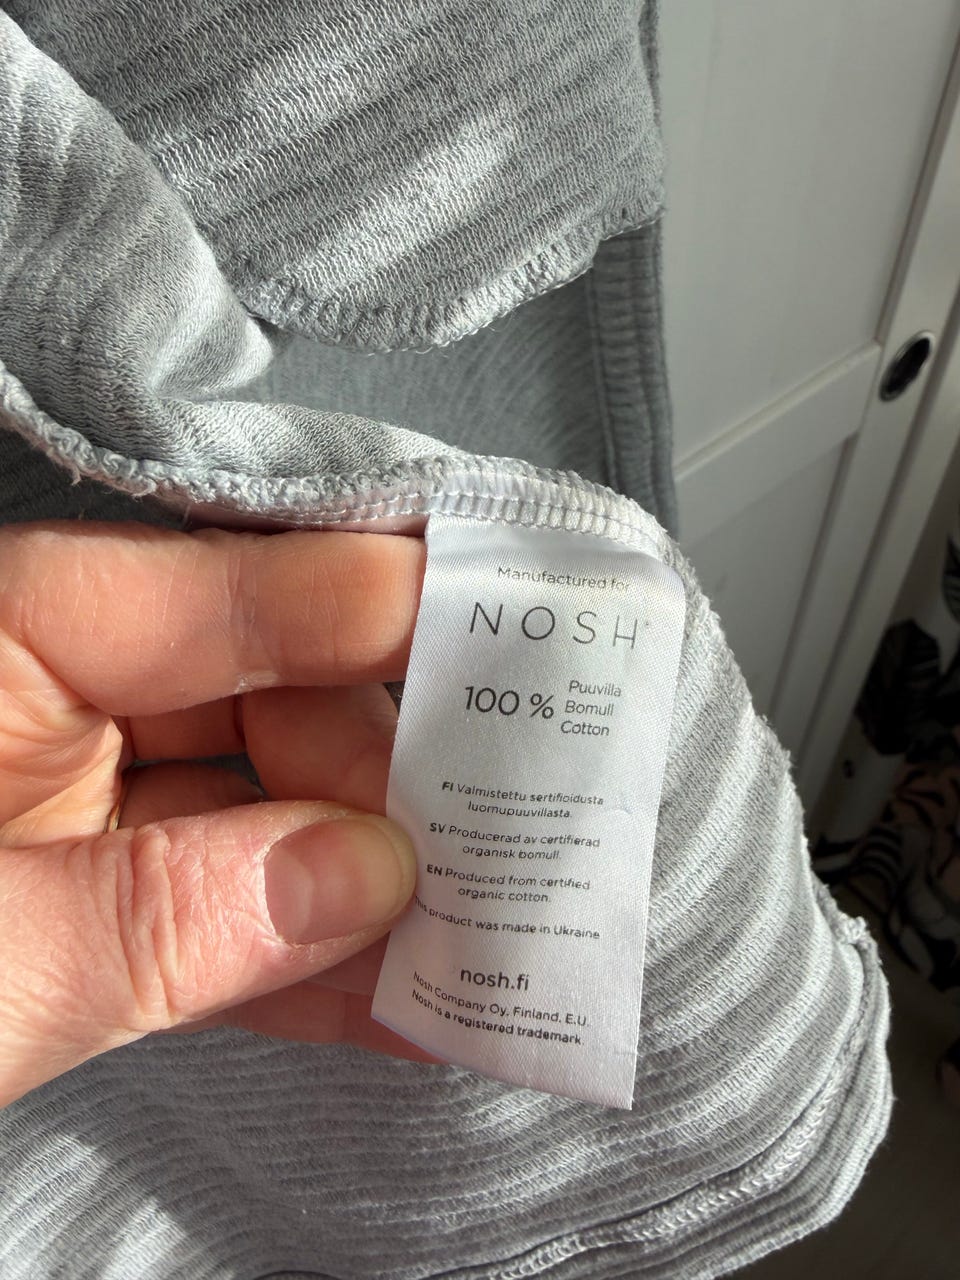 Manufactured for
NOSH®
100 % Puuvilla
Bomull
Cotton
FI Valmistettu sertifioidusta
luomupuuvillasta.
SV Producerad av certifierad
organisk bomull.
EN Produced from certified
organic cotton.
This product was made in Ukraine
nosh.fi
Nosh Company Oy, Finland, E.U.
Nosh is a registered trademark.